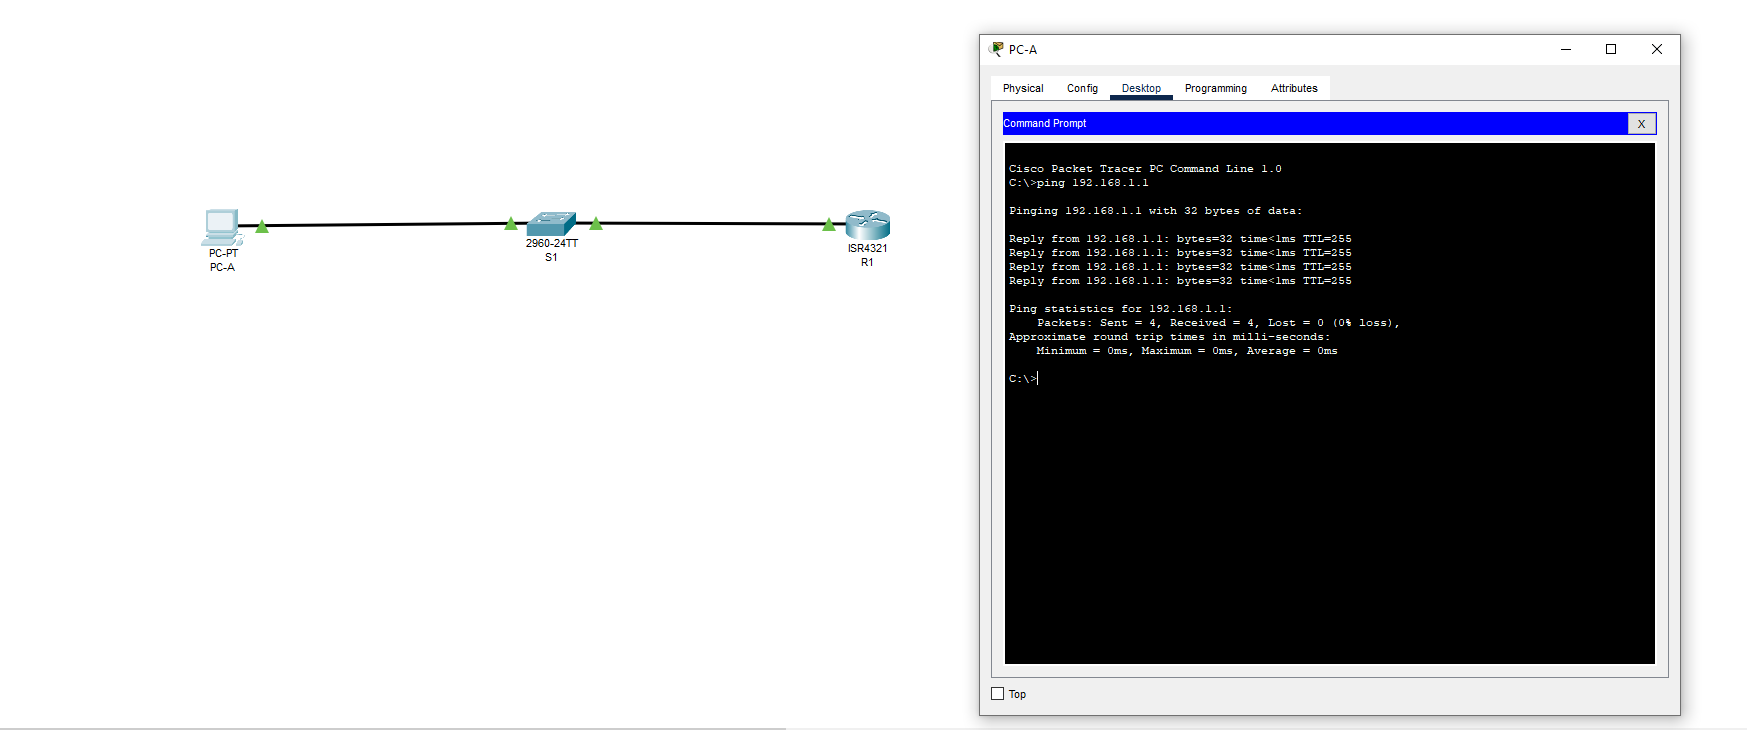 PC-PT
PC-A
2960-24TT
S1
ISR4321
R1
PC-A
Physical Config Desktop Programming Attributes
Command Prompt X
Cisco Packet Tracer PC Command Line 1.0
C:\>ping 192.168.1.1
Pinging 192.168.1.1 with 32 bytes of data:
Reply from 192.168.1.1: bytes=32 time<1ms TTL=255
Reply from 192.168.1.1: bytes=32 time<1ms TTL=255
Reply from 192.168.1.1: bytes=32 time<1ms TTL=255
Reply from 192.168.1.1: bytes=32 time<1ms TTL=255
Ping statistics for 192.168.1.1:
Packets: Sent = 4, Received = 4, Lost = 0 (0% loss),
Approximate round trip times in milli-seconds:
Minimum = 0ms, Maximum = 0ms, Average = 0ms
C:\>
Top